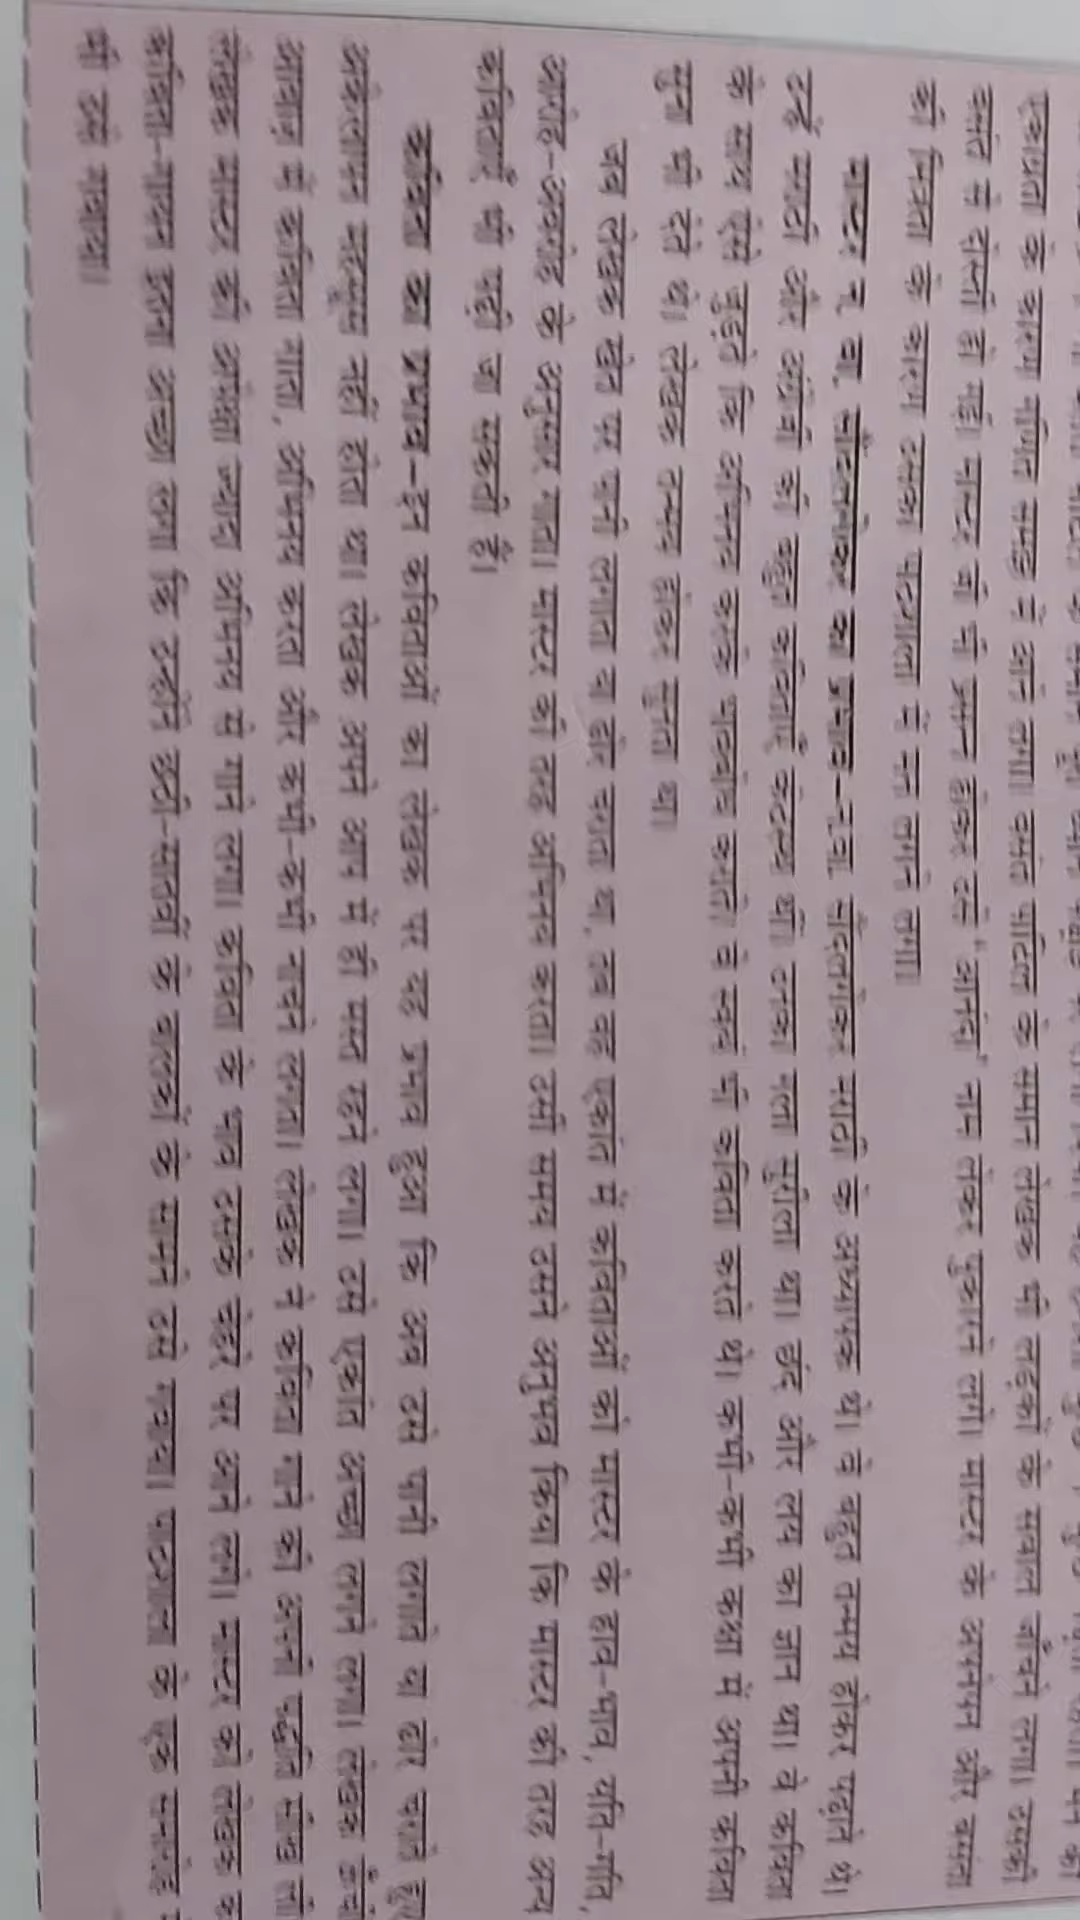 एकाग्रता के कारण गणित समझ में आने लगा। वसंत पाटिल के समान लेखक भी लड़कों के सवाल जाँचने लगा। उसकी
वसंत से दोस्ती हो गई। मास्टर जी भी प्रसन्न होकर उसे 'आनंदा' नाम लेकर पुकारने लगे। मास्टर के अपनेपन और वसंत
की मित्रता के कारण उसका पाठशाला में मन लगने लगा।
मास्टर न. वा. सौंदलगेकर का प्रभाव–न.वा. सौंदलगेकर मराठी के अध्यापक थे। वे बहुत तन्मय होकर पढ़ाते थे।
उन्हें मराठी और अंग्रेजी की बहुत कविताएँ कंठस्थ थीं। उनका गला सुरीला था। छंद और लय का ज्ञान था। वे कविता
के साथ ऐसे जुड़ते कि अभिनय करके भावबोध कराते। वे स्वयं भी कविता करते थे। कभी-कभी कक्षा में अपनी कविता
सुना भी देते थे। लेखक तन्मय होकर सुनता था।
जब लेखक खेत पर पानी लगाता या ढोर चराता था, तब वह एकांत में कविताओं को मास्टर के हाव-भाव, यति-गति,
आरोह-अवरोह के अनुसार गाता। मास्टर की तरह अभिनय करता। उसी समय उसने अनुभव किया कि मास्टर की तरह अन्य
कविताएँ भी पढ़ी जा सकती हैं।
कविता का प्रभाव–इन कविताओं का लेखक पर यह प्रभाव हुआ कि अब उसे पानी लगाते या ढोर चराते हुए
अकेलापन महसूस नहीं होता था। लेखक अपने आप में ही मस्त रहने लगा। उसे एकांत अच्छा लगने लगा। लेखक ऊँची
आवाज़ में कविता गाता, अभिनय करता और कभी-कभी नाचने लगता। लेखक ने कविता गाने की अपनी पद्धति सीख ली
लेखक मास्टर की अपेक्षा ज्यादा अभिनय से गाने लगा। कविता के भाव उसके चेहरे पर आने लगे। मास्टर को लेखक क
कविता-गायन इतना अच्छा लगा कि उन्होंने छठी-सातवीं के बालकों के सामने उसे गवाया। पाठशाला के एक समारोह म
भी उसे गवाया।